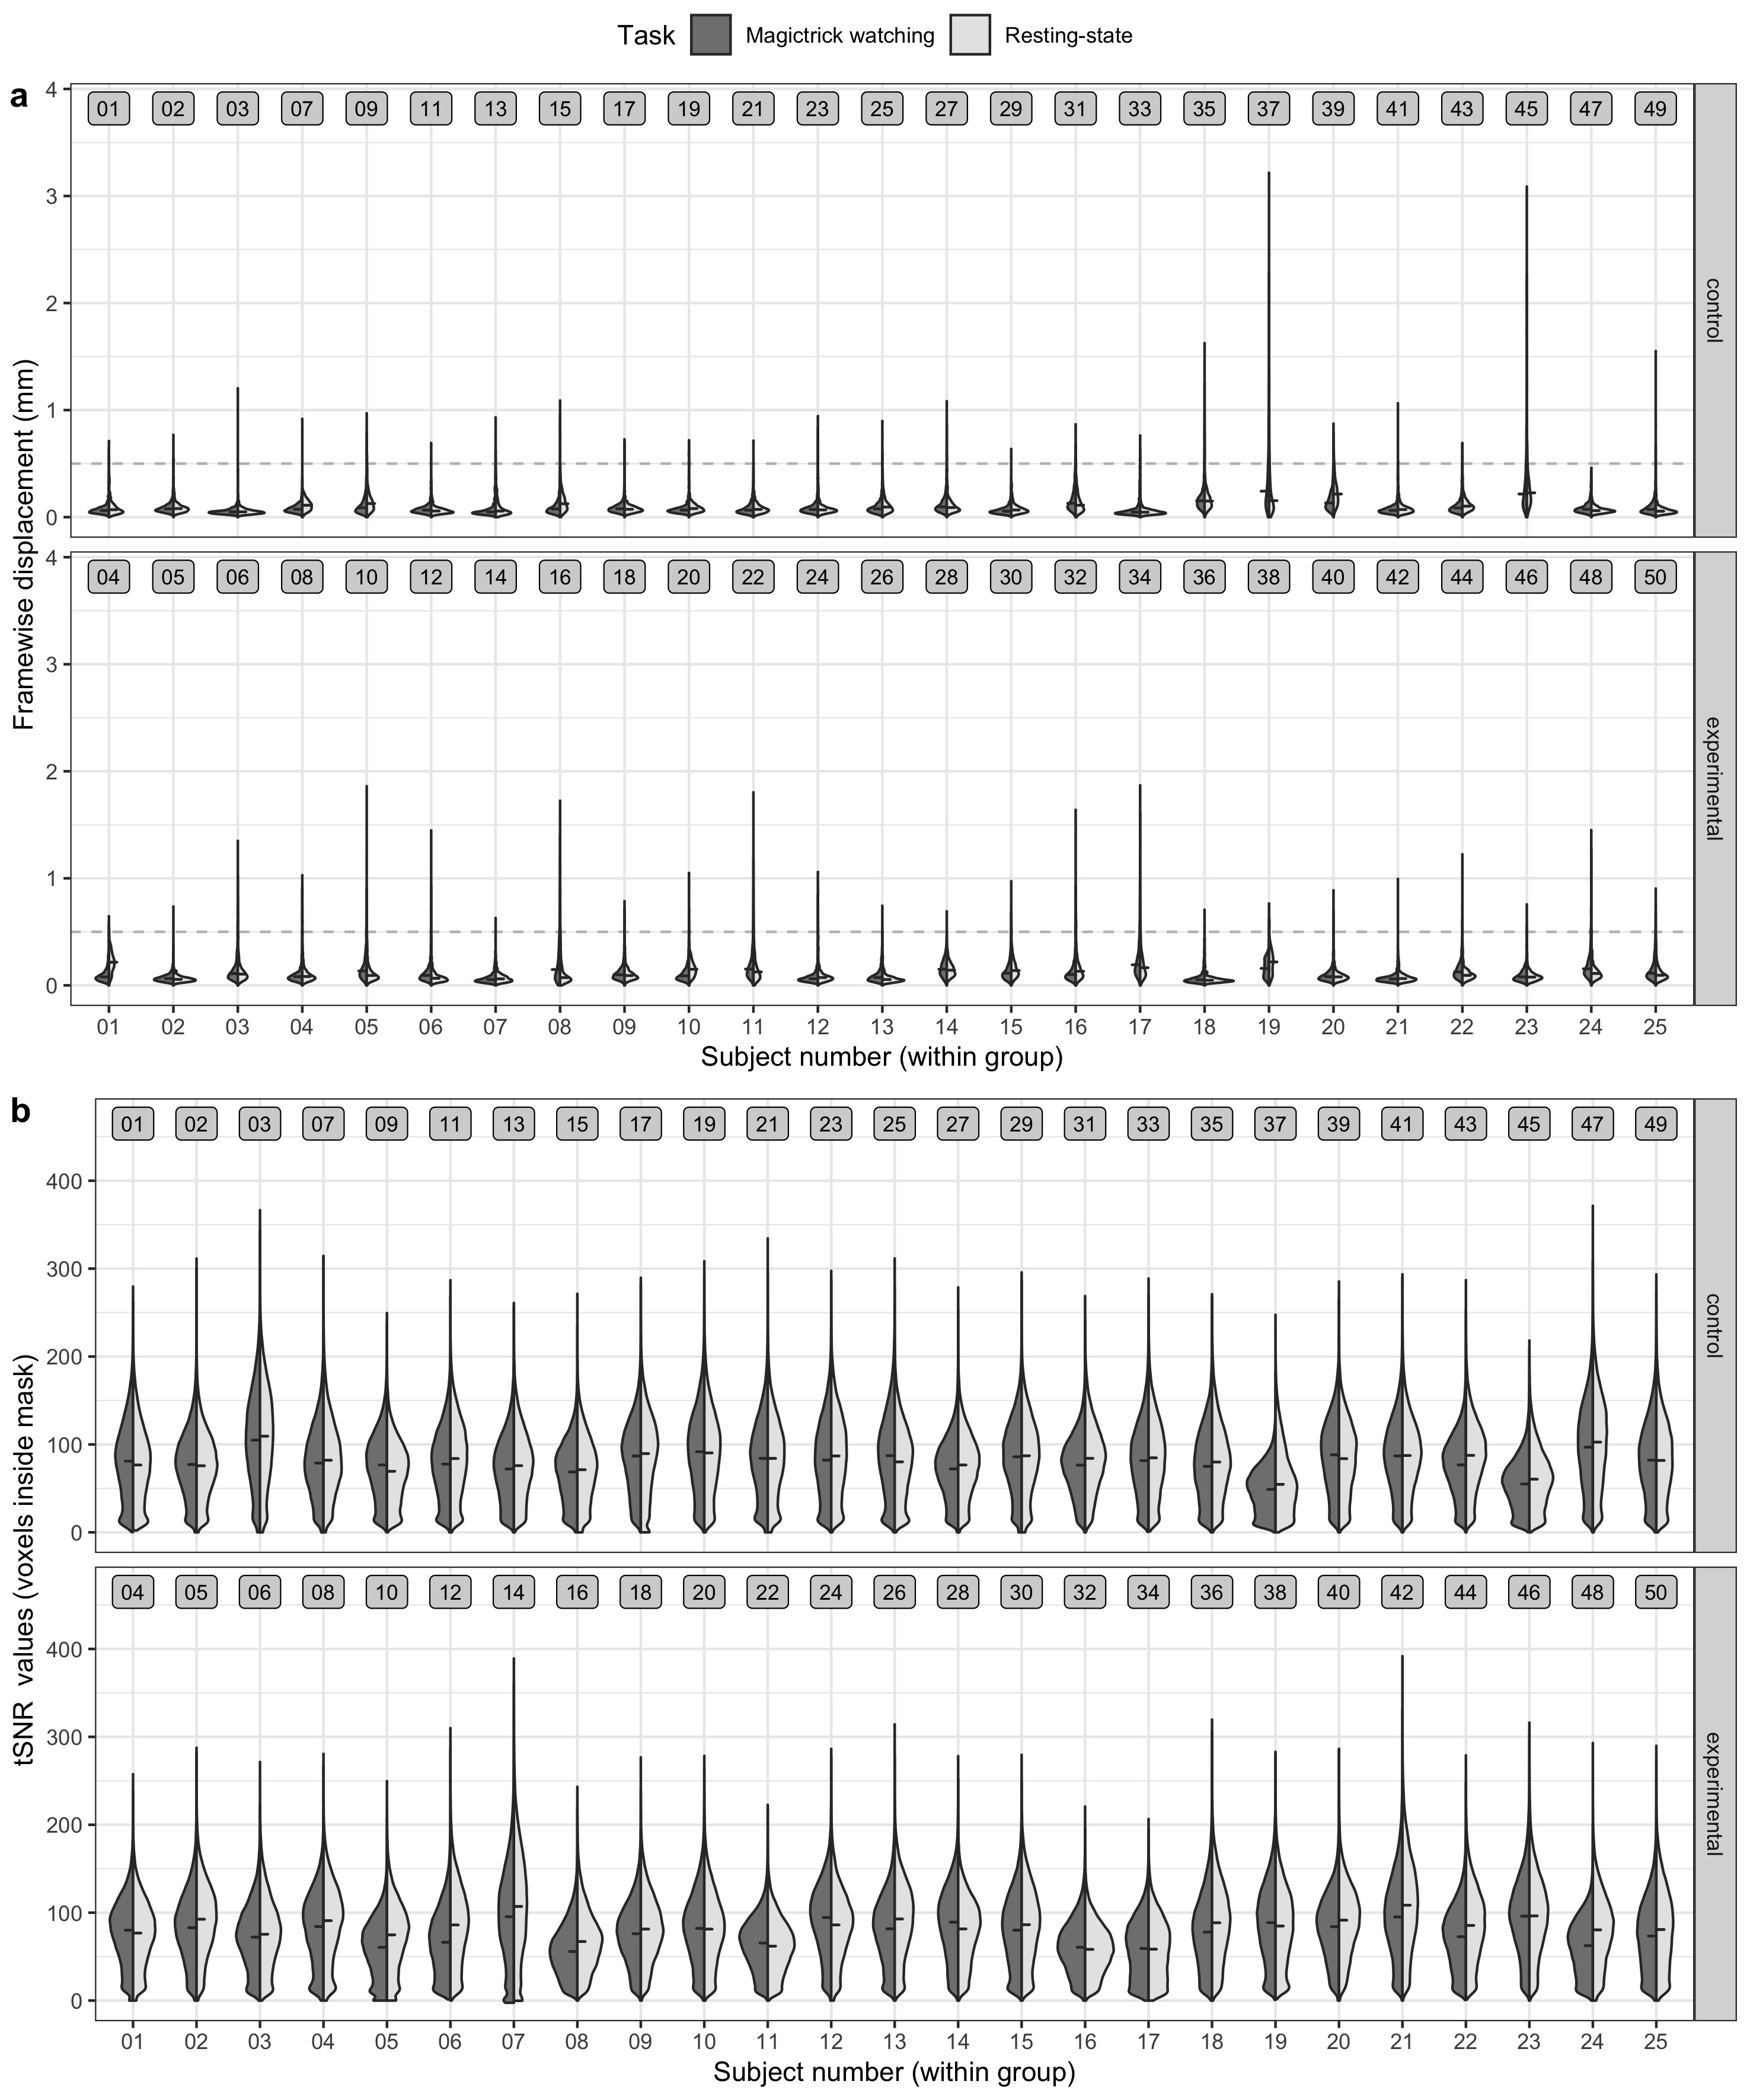 Task Magictrick watching Resting-state
a
4
01 02 03 07 09 11 13 15 17 19 21 23 25 27 29 31 33 35 37 39 41 43 45 47 49
3
2
1
0
control
Framewise displacement (mm)
4
04 05 06 08 10 12 14 16 18 20 22 24 26 28 30 32 34 36 38 40 42 44 46 48 50
3
2
1
0
experimental
01 02 03 04 05 06 07 08 09 10 11 12 13 14 15 16 17 18 19 20 21 22 23 24 25
Subject number (within group)
b
01 02 03 07 09 11 13 15 17 19 21 23 25 27 29 31 33 35 37 39 41 43 45 47 49
400
300
200
100
0
control
tSNR values (voxels inside mask)
04 05 06 08 10 12 14 16 18 20 22 24 26 28 30 32 34 36 38 40 42 44 46 48 50
400
300
200
100
0
experimental
01 02 03 04 05 06 07 08 09 10 11 12 13 14 15 16 17 18 19 20 21 22 23 24 25
Subject number (within group)